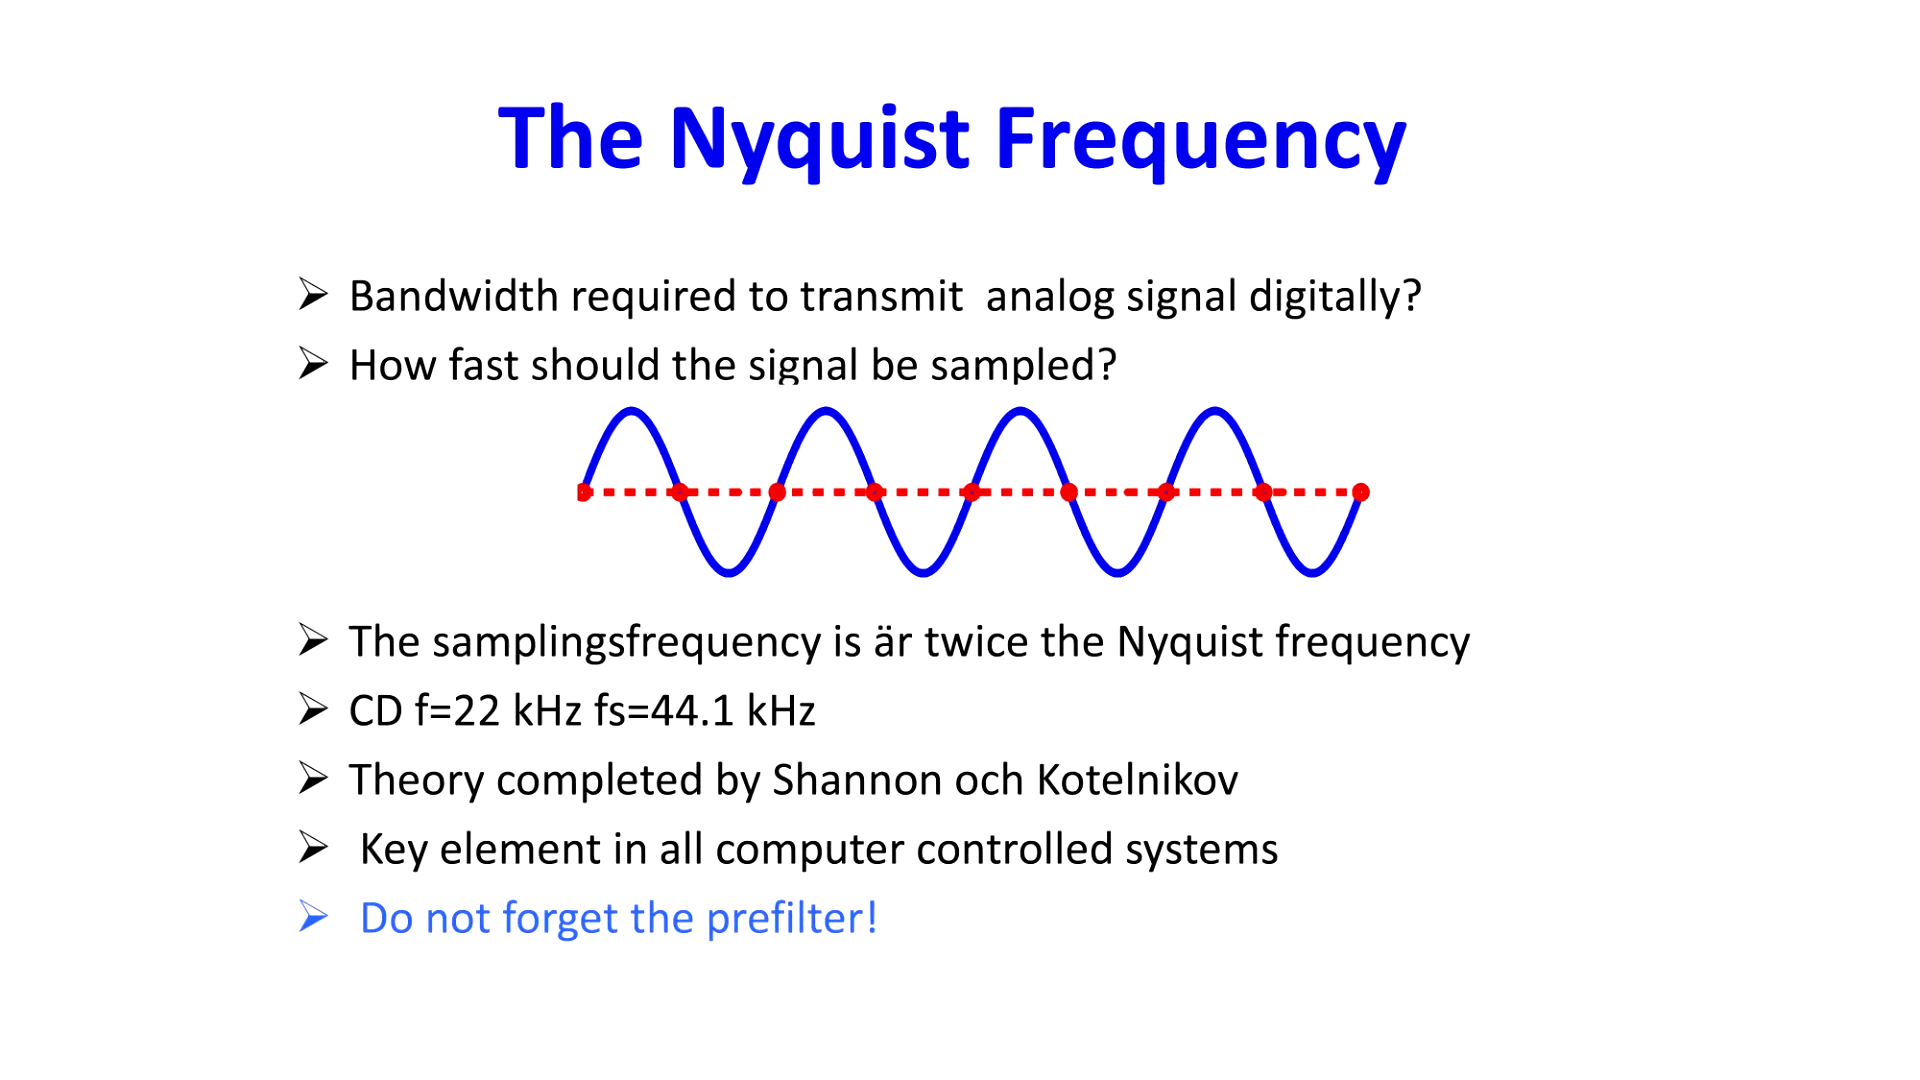 The Nyquist Frequency
Bandwidth required to transmit  analog signal digitally?
How fast should the signal be sampled?
The samplingsfrequency is är twice the Nyquist frequency
CD f=22 kHz fs=44.1 kHz
Theory completed by Shannon och Kotelnikov
Key element in all computer controlled systems
Do not forget the prefilter!